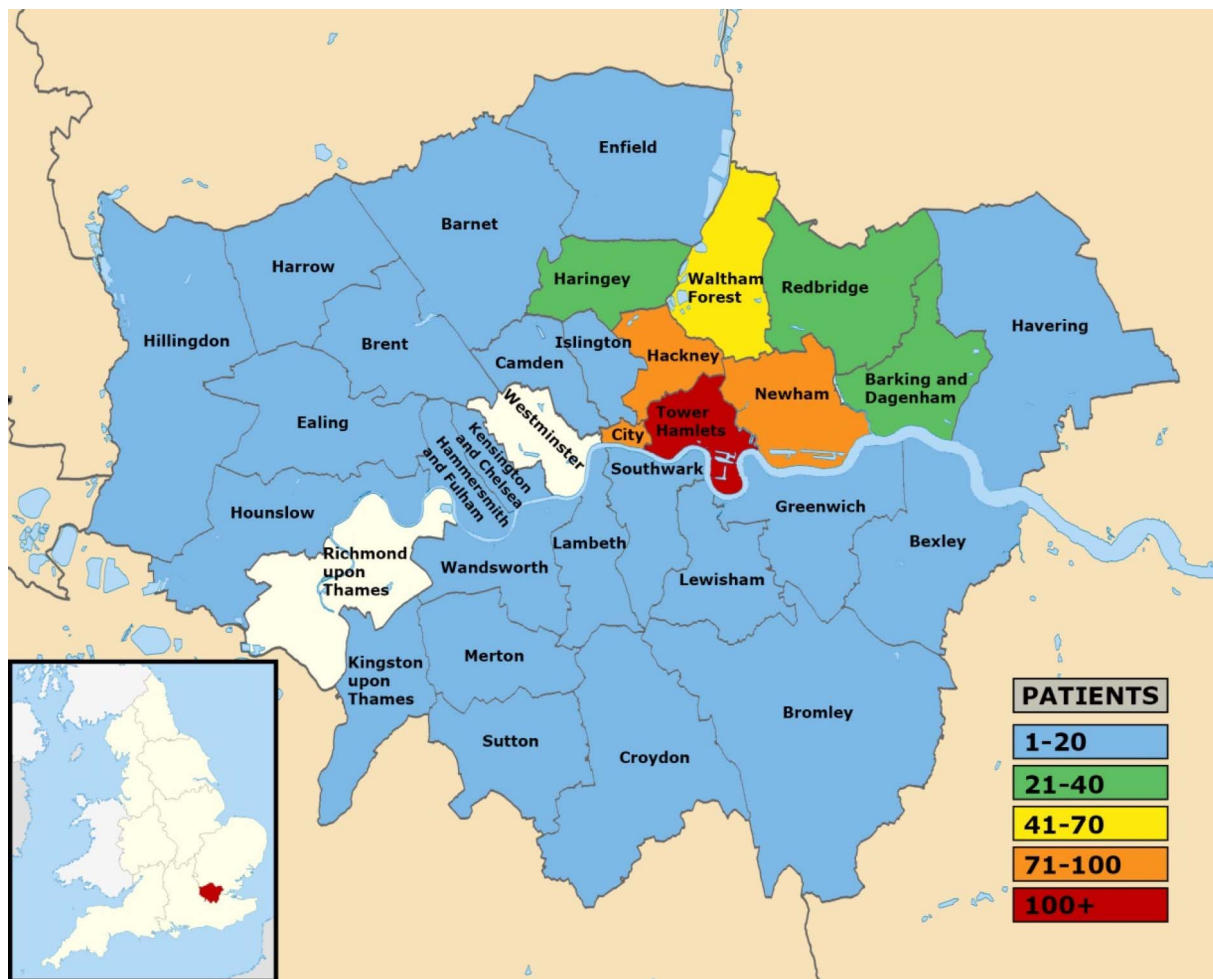 Enfield
Barnet
Harrow
Haringey
Waltham
Forest
Redbridge
Hillingdon
Brent
Camden
Islington
Hackney
Havering
Barking and
Dagenham
Newham
Ealing
Westminster
City
Tower
Hamlets
Kensington
and Chelsea
Hammersmith
and Fulham
Southwark
Hounslow
Greenwich
Richmond
upon
Thames
Wandsworth
Lambeth
Lewisham
Bexley
Kingston
upon
Thames
Merton
Sutton
Croydon
Bromley
PATIENTS
1-20
21-40
41-70
71-100
100+